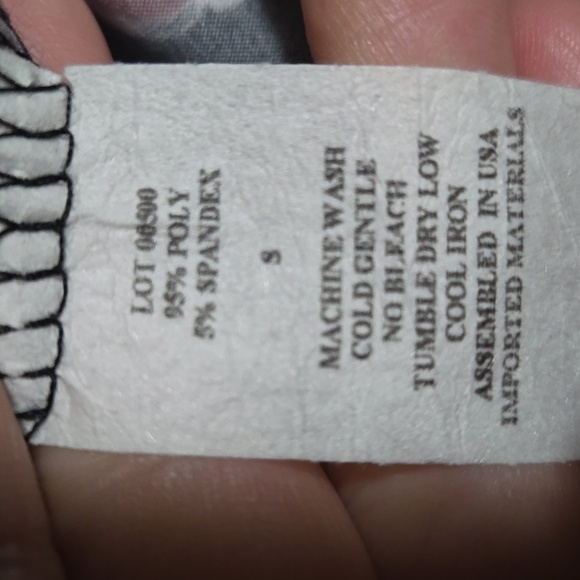 LOT 06800
95% POLY
5% SPANDEX
S
MACHINE WASH
COLD GENTLE
NO BLEACH
TUMBLE DRY LOW
COOL IRON
ASSEMBLED IN USA
IMPORTED MATERIALS